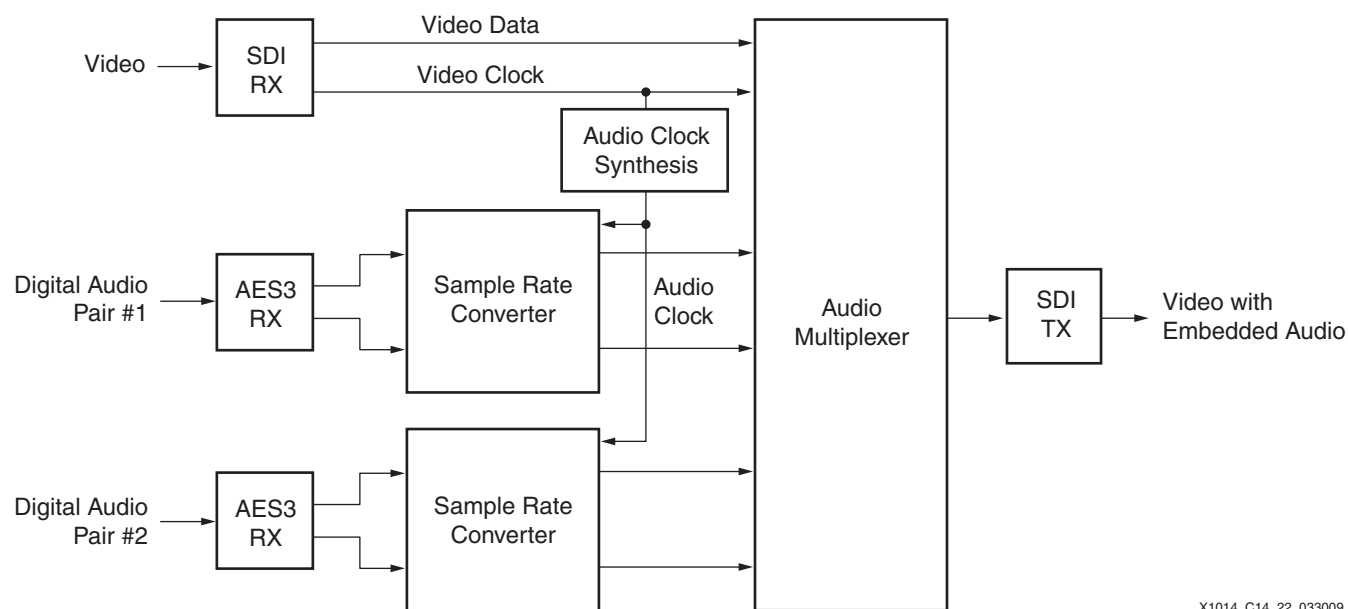 Video
SDI
RX
Video Data
Video Clock
Audio Clock
Synthesis
Digital Audio
Pair #1
AES3
RX
Sample Rate
Converter
Audio
Clock
Audio
Multiplexer
SDI
TX
Video with
Embedded Audio
Digital Audio
Pair #2
AES3
RX
Sample Rate
Converter
X1014_C14_22_033009